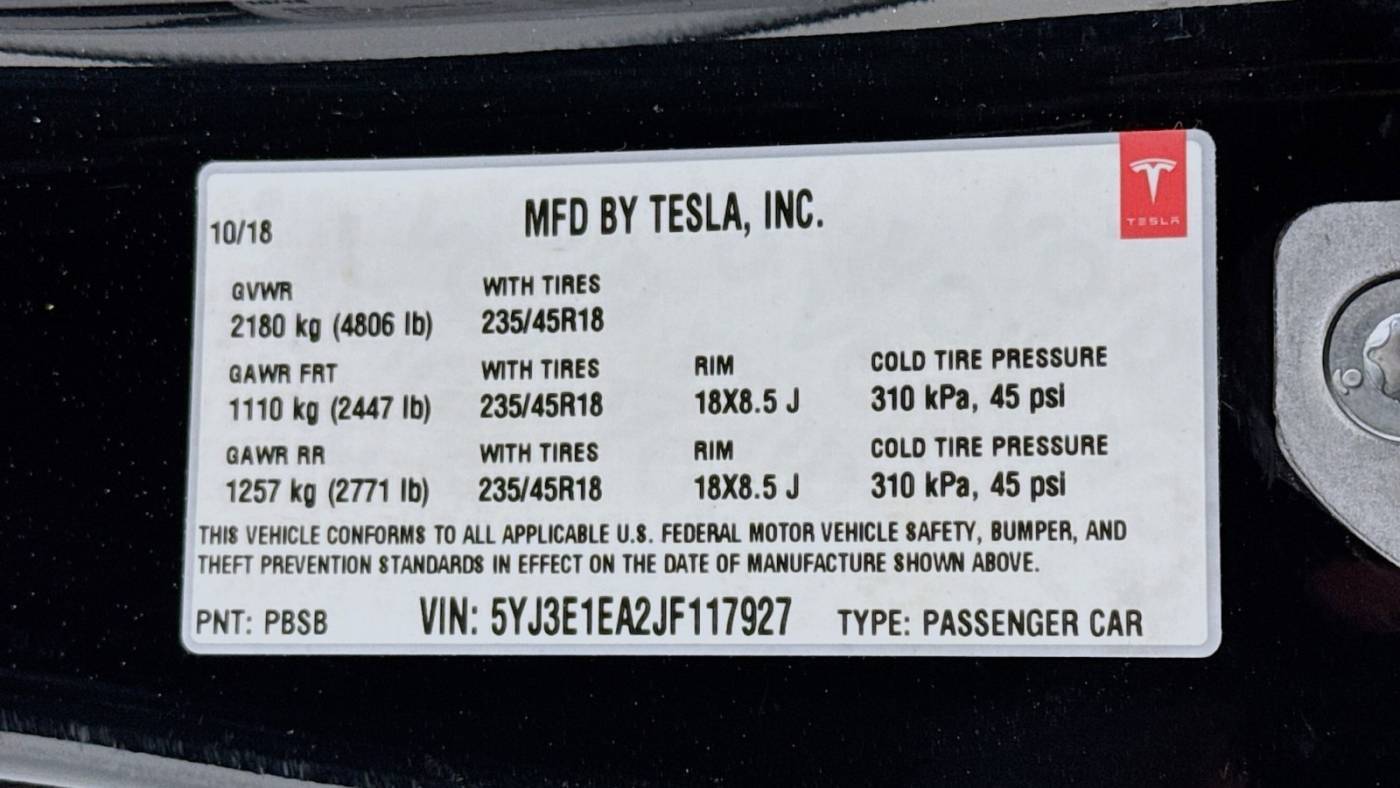 10/18
MFD BY TESLA, INC.
TESLA
GVWR WITH TIRES
2180 kg (4806 lb) 235/45R18
GAWR FRT WITH TIRES RIM COLD TIRE PRESSURE
1110 kg (2447 lb) 235/45R18 18X8.5 J 310 kPa, 45 psi
GAWR RR WITH TIRES RIM COLD TIRE PRESSURE
1257 kg (2771 lb) 235/45R18 18X8.5 J 310 kPa, 45 psi
THIS VEHICLE CONFORMS TO ALL APPLICABLE U.S. FEDERAL MOTOR VEHICLE SAFETY, BUMPER, AND
THEFT PREVENTION STANDARDS IN EFFECT ON THE DATE OF MANUFACTURE SHOWN ABOVE.
PNT: PBSB VIN: 5YJ3E1EA2JF117927 TYPE: PASSENGER CAR